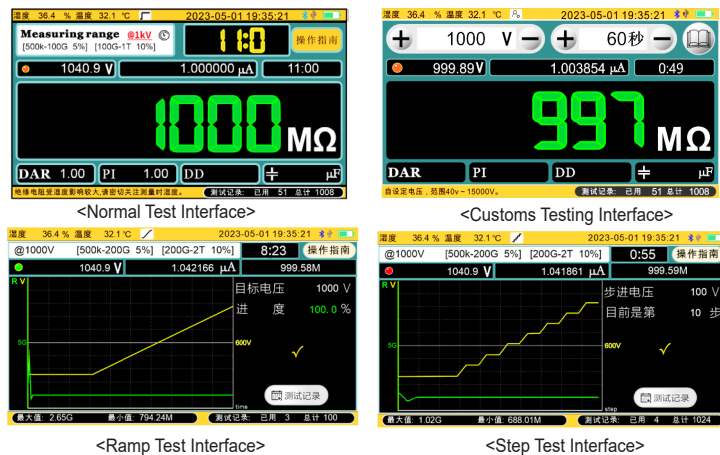 湿度 36.4 % 温度 32.1 ℃ 2023-05-01 19:35:21
Measuring range @1kV
[500k-100G 5%] [100G-1T 10%]
11:0
操作指南
1040.9 V 1.000000 μA 11:00
1000 MΩ
DAR 1.00 PI 1.00 DD μF
绝缘电阻受湿度影响较大,请密切关注测量时湿度。 测试记录: 已用 51 总计 1008
<Normal Test Interface>
湿度 36.4 % 温度 32.1 ℃ 2023-05-01 19:35:21
+ 1000 V − + 60秒 −
999.89V 1.003854 μA 0:49
997 MΩ
DAR PI DD μF
自设定电压，范围40v~15000V。 测试记录: 已用 51 总计 1008
<Customs Testing Interface>
湿度 36.4 % 温度 32.1 ℃ 2023-05-01 19:35:21
@1000V [500k-200G 5%] [200G-2T 10%] 8:23 操作指南
1040.9 V 1.042166 μA 999.58M
R V
目标电压 1000 V
进 度 100.0 %
5G 600V
测试记录
time
最大值: 2.65G 最小值: 794.24M 测试记录: 已用 3 总计 100
<Ramp Test Interface>
湿度 36.4 % 温度 32.1 ℃ 2023-05-01 19:35:21
@1000V [500k-200G 5%] [200G-2T 10%] 0:55 操作指南
1040.9 V 1.041861 μA 999.59M
R V
步进电压 100 V
目前是第 10 步
5G 600V
测试记录
step
最大值: 1.02G 最小值: 688.01M 测试记录: 已用 4 总计 1024
<Step Test Interface>